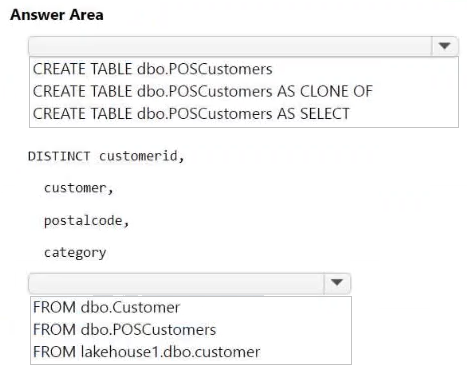 Answer Area
CREATE TABLE dbo.POSCustomers
CREATE TABLE dbo.POSCustomers AS CLONE OF
CREATE TABLE dbo.POSCustomers AS SELECT
DISTINCT customerid,
customer,
postalcode,
category
FROM dbo.Customer
FROM dbo.POSCustomers
FROM lakehouse1.dbo.customer